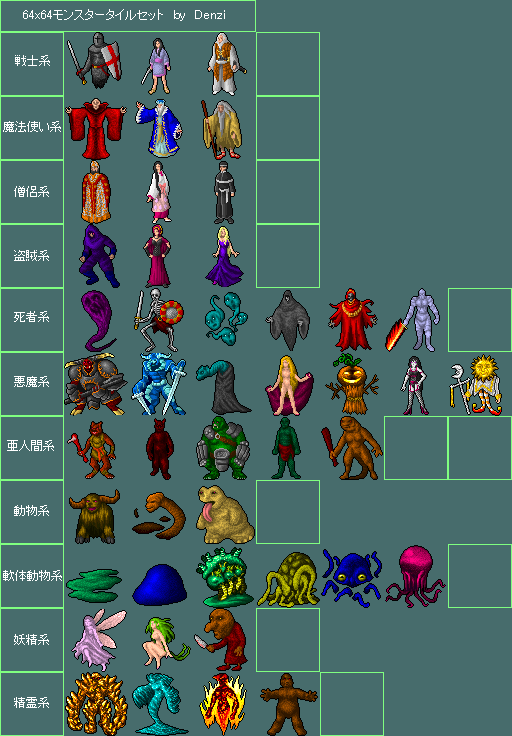 64x64モンスタータイルセット by Denzi
戦士系
魔法使い系
僧侶系
盗賊系
死者系
悪魔系
亜人間系
動物系
軟体動物系
妖精系
精霊系